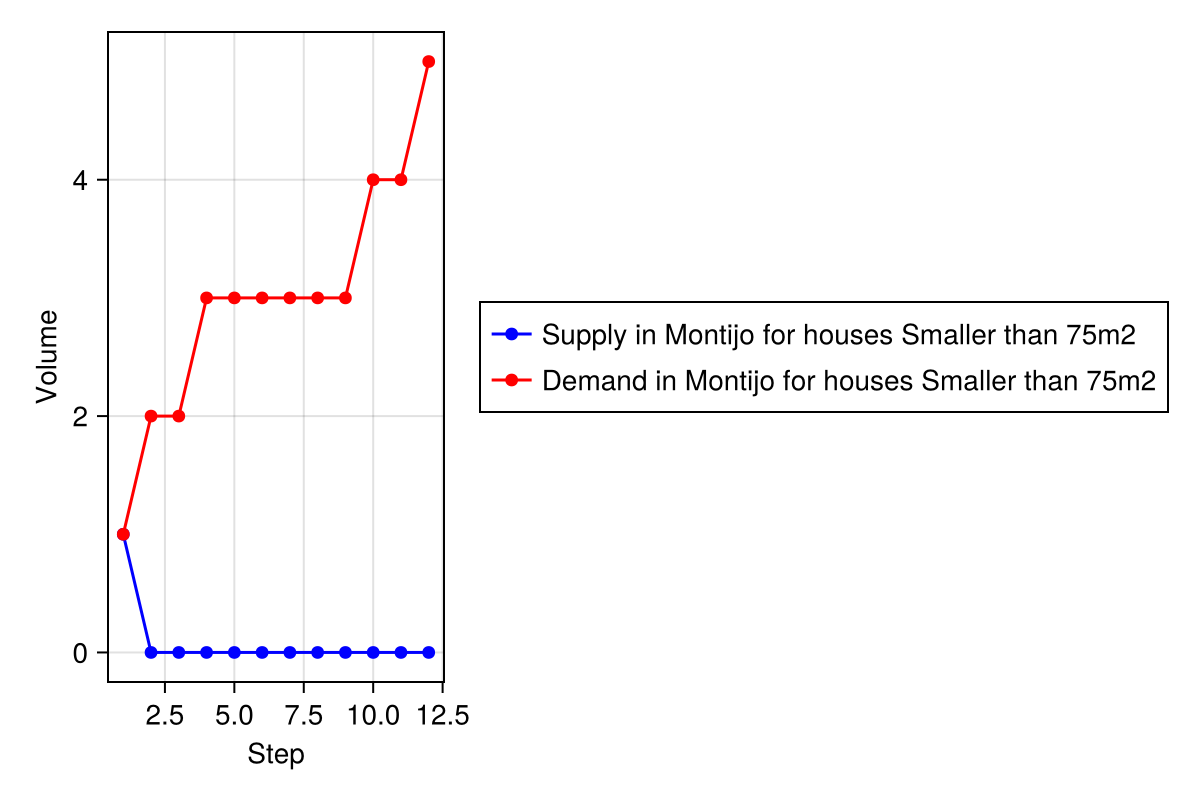 4
2
0
Volume
2.5 5.0 7.5 10.0 12.5
Step
Supply in Montijo for houses Smaller than 75m2
Demand in Montijo for houses Smaller than 75m2